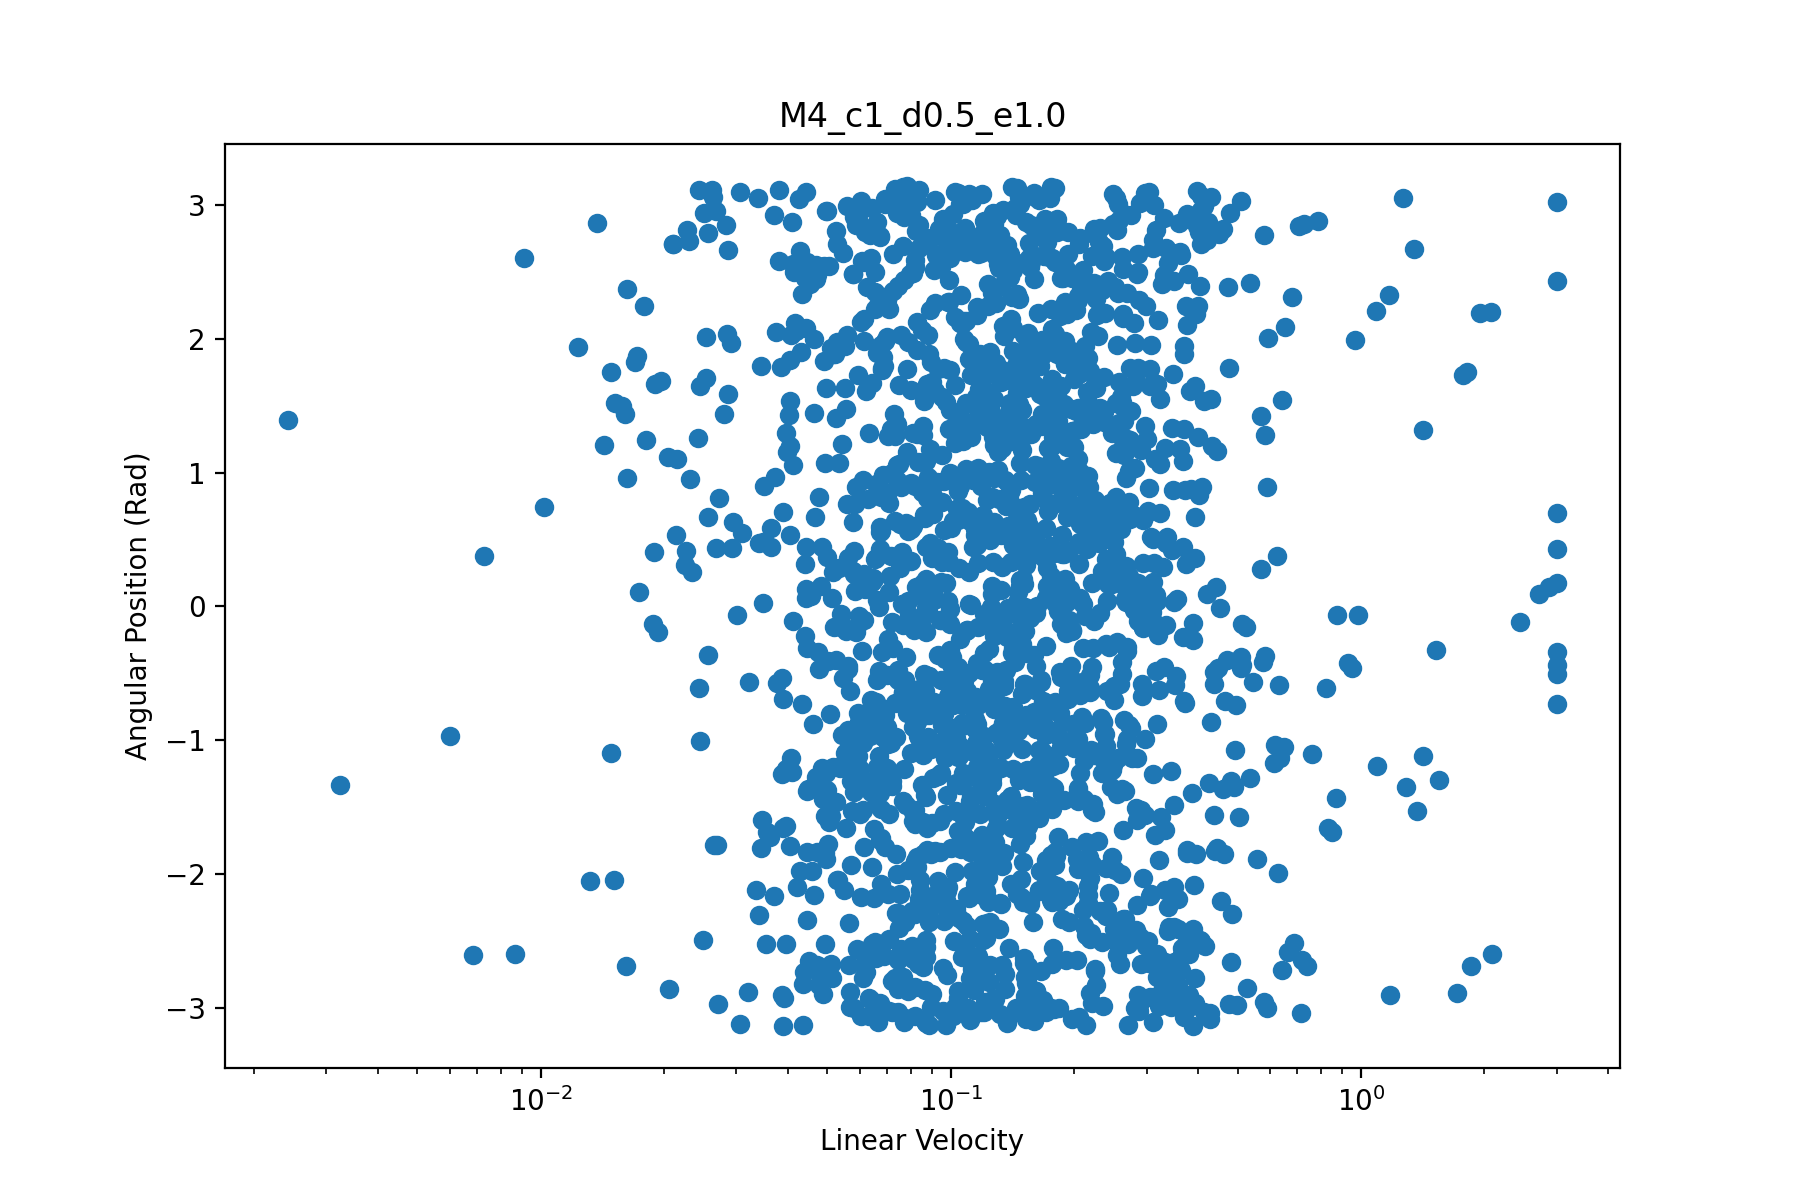 M4_c1_d0.5_e1.0
Angular Position (Rad)
3
2
1
0
−1
−2
−3
10⁻² 10⁻¹ 10⁰
Linear Velocity